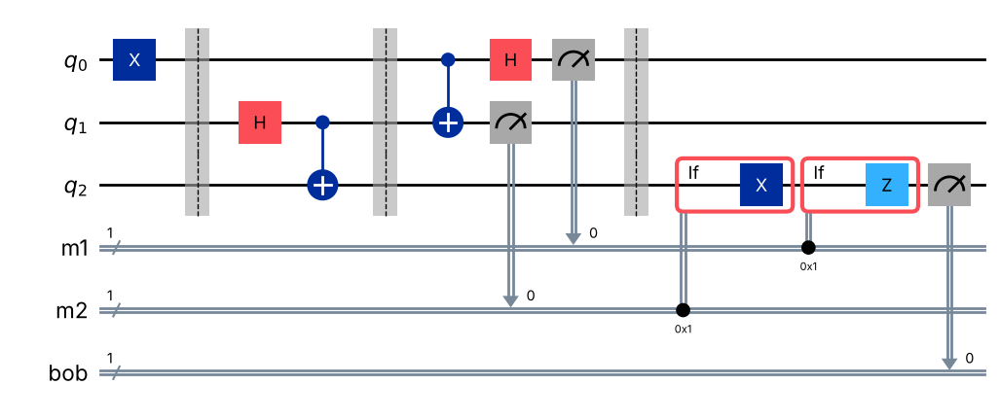 q0 X H
q1 H
q2 If X If Z
m1 1 0 0x1
m2 1 0 0x1
bob 1 0